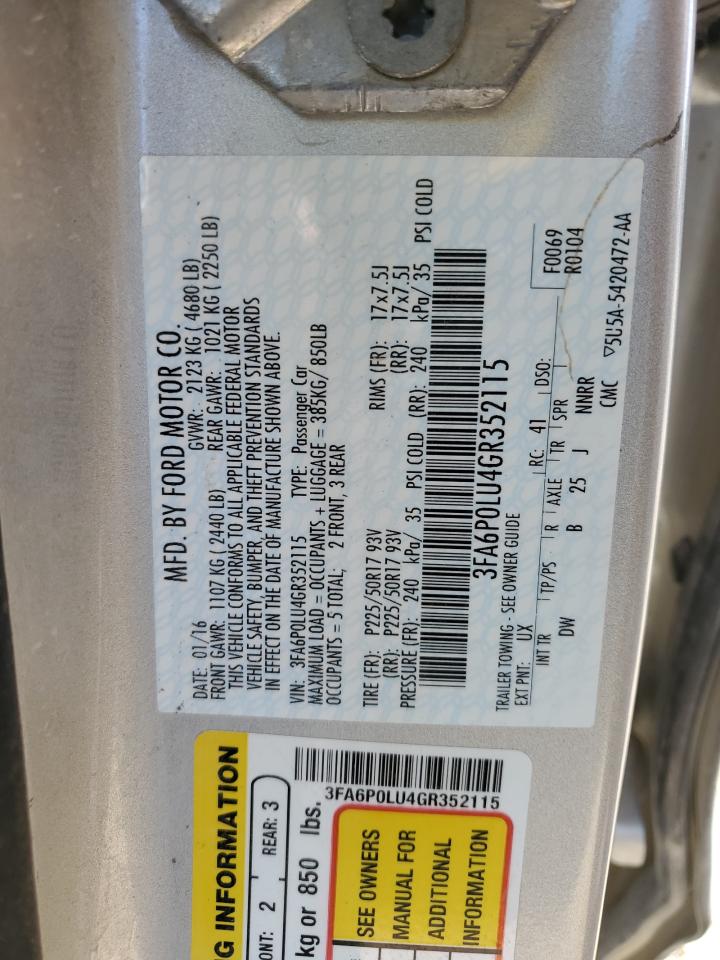 MFD. BY FORD MOTOR CO.
DATE: 01/16 GVWR: 2123 KG ( 4680 LB)
FRONT GAWR: 1107 KG ( 2440 LB) REAR GAWR: 1021 KG ( 2250 LB)
THIS VEHICLE CONFORMS TO ALL APPLICABLE FEDERAL MOTOR
VEHICLE SAFETY, BUMPER, AND THEFT PREVENTION STANDARDS
IN EFFECT ON THE DATE OF MANUFACTURE SHOWN ABOVE.
VIN: 3FA6P0LU4GR352115 TYPE: Passenger Car
MAXIMUM LOAD = OCCUPANTS + LUGGAGE = 385KG/ 850LB
OCCUPANTS = 5 TOTAL; 2 FRONT, 3 REAR
TIRE (FR): P225/50R17 93V RIMS (FR): 17x7.5J
(RR): P225/50R17 93V (RR): 17x7.5J
PRESSURE (FR): 240 kPa/ 35 PSI COLD (RR): 240 kPa/ 35 PSI COLD
3FA6P0LU4GR352115
TRAILER TOWING - SEE OWNER GUIDE
EXT PNT: UX RC: 41 DSO: F0069
R0104
INT TR TP/PS R AXLE TR SPR
DW B 25 J NNRR
CMC ▽5U5A-5420472-AA
G INFORMATION
ONT: 2 REAR: 3
kg or 850 lbs.
3FA6P0LU4GR352115
SEE OWNERS
MANUAL FOR
ADDITIONAL
INFORMATION